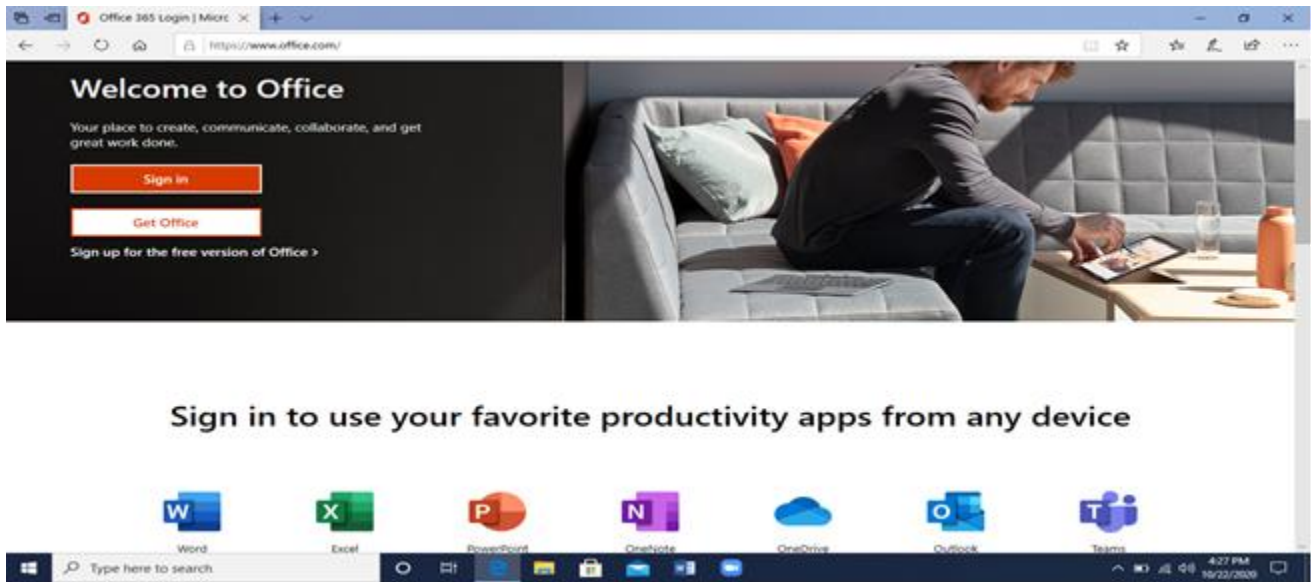 Office 365 Login | Micrc
https://www.office.com/
Welcome to Office
Your place to create, communicate, collaborate, and get
great work done.
Sign in
Get Office
Sign up for the free version of Office >
Sign in to use your favorite productivity apps from any device
W
X
P
N
O
T
Word
Excel
PowerPoint
OneNote
OneDrive
Outlook
Teams
Type here to search
4:27 PM
10/22/2020